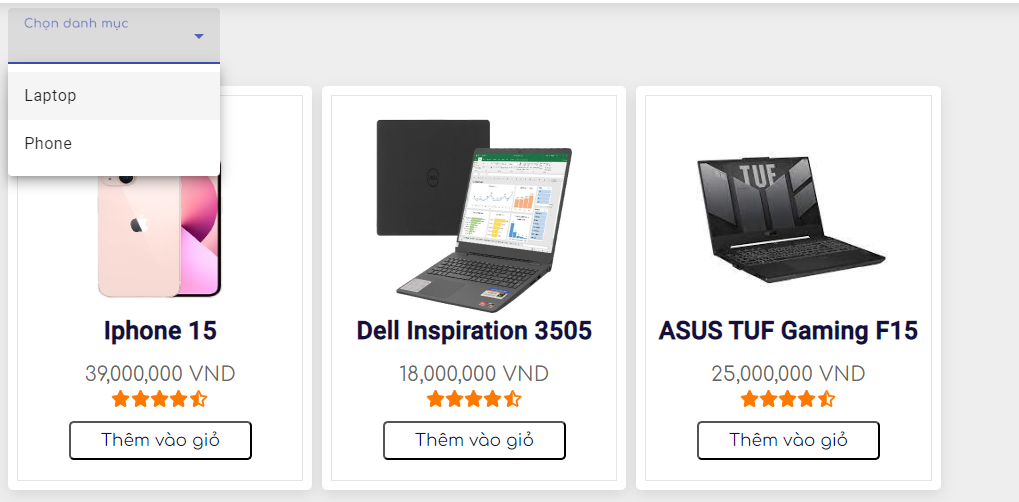 Chọn danh mục
Laptop
Phone
TUF
Iphone 15
39,000,000 VND
Thêm vào giỏ
Dell Inspiration 3505
18,000,000 VND
Thêm vào giỏ
ASUS TUF Gaming F15
25,000,000 VND
Thêm vào giỏ